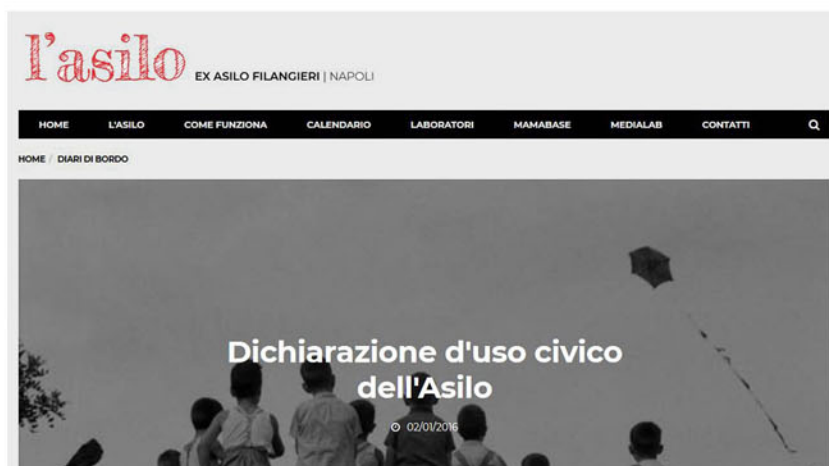 l'asilo
EX ASILO FILANGIERI | NAPOLI
HOME L'ASILO COME FUNZIONA CALENDARIO LABORATORI MAMABASE MEDIALAB CONTATTI
HOME / DIARI DI BORDO
Dichiarazione d'uso civico
dell'Asilo
02/01/2016